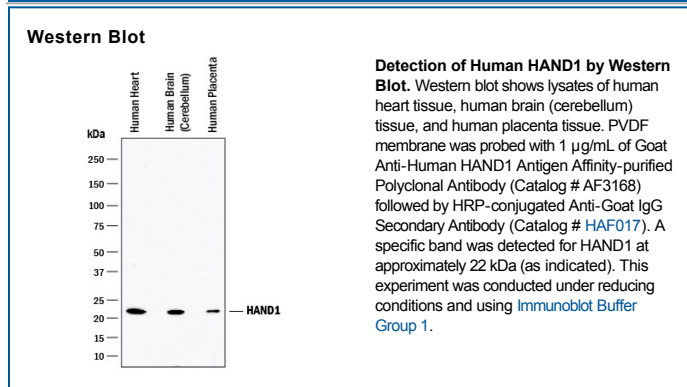 Western Blot
Human Heart
Human Brain
(Cerebellum)
Human Placenta
kDa
250
150
100
75
50
37
25
20
15
10
HAND1
Detection of Human HAND1 by Western
Blot. Western blot shows lysates of human
heart tissue, human brain (cerebellum)
tissue, and human placenta tissue. PVDF
membrane was probed with 1 µg/mL of Goat
Anti-Human HAND1 Antigen Affinity-purified
Polyclonal Antibody (Catalog # AF3168)
followed by HRP-conjugated Anti-Goat IgG
Secondary Antibody (Catalog # HAF017). A
specific band was detected for HAND1 at
approximately 22 kDa (as indicated). This
experiment was conducted under reducing
conditions and using Immunoblot Buffer
Group 1.